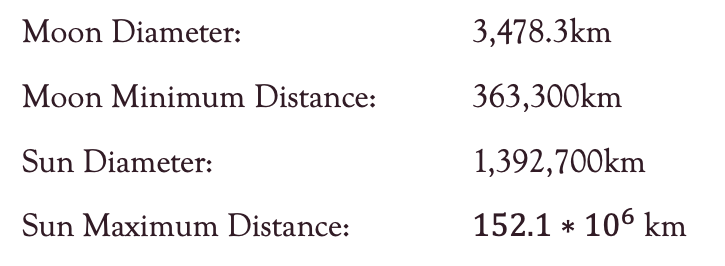 Moon Diameter: 3,478.3km
Moon Minimum Distance: 363,300km
Sun Diameter: 1,392,700km
Sun Maximum Distance: 152.1 * 10⁶ km